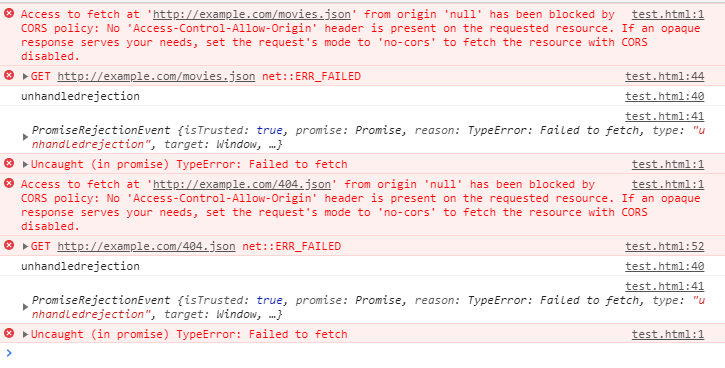 Access to fetch at 'http://example.com/movies.json' from origin 'null' has been blocked by test.html:1
CORS policy: No 'Access-Control-Allow-Origin' header is present on the requested resource. If an opaque
response serves your needs, set the request's mode to 'no-cors' to fetch the resource with CORS
disabled.
GET http://example.com/movies.json net::ERR_FAILED test.html:44
unhandledrejection test.html:40
test.html:41
PromiseRejectionEvent {isTrusted: true, promise: Promise, reason: TypeError: Failed to fetch, type: "u
nhandledrejection", target: Window, …}
Uncaught (in promise) TypeError: Failed to fetch test.html:1
Access to fetch at 'http://example.com/404.json' from origin 'null' has been blocked by test.html:1
CORS policy: No 'Access-Control-Allow-Origin' header is present on the requested resource. If an opaque
response serves your needs, set the request's mode to 'no-cors' to fetch the resource with CORS
disabled.
GET http://example.com/404.json net::ERR_FAILED test.html:52
unhandledrejection test.html:40
test.html:41
PromiseRejectionEvent {isTrusted: true, promise: Promise, reason: TypeError: Failed to fetch, type: "u
nhandledrejection", target: Window, …}
Uncaught (in promise) TypeError: Failed to fetch test.html:1